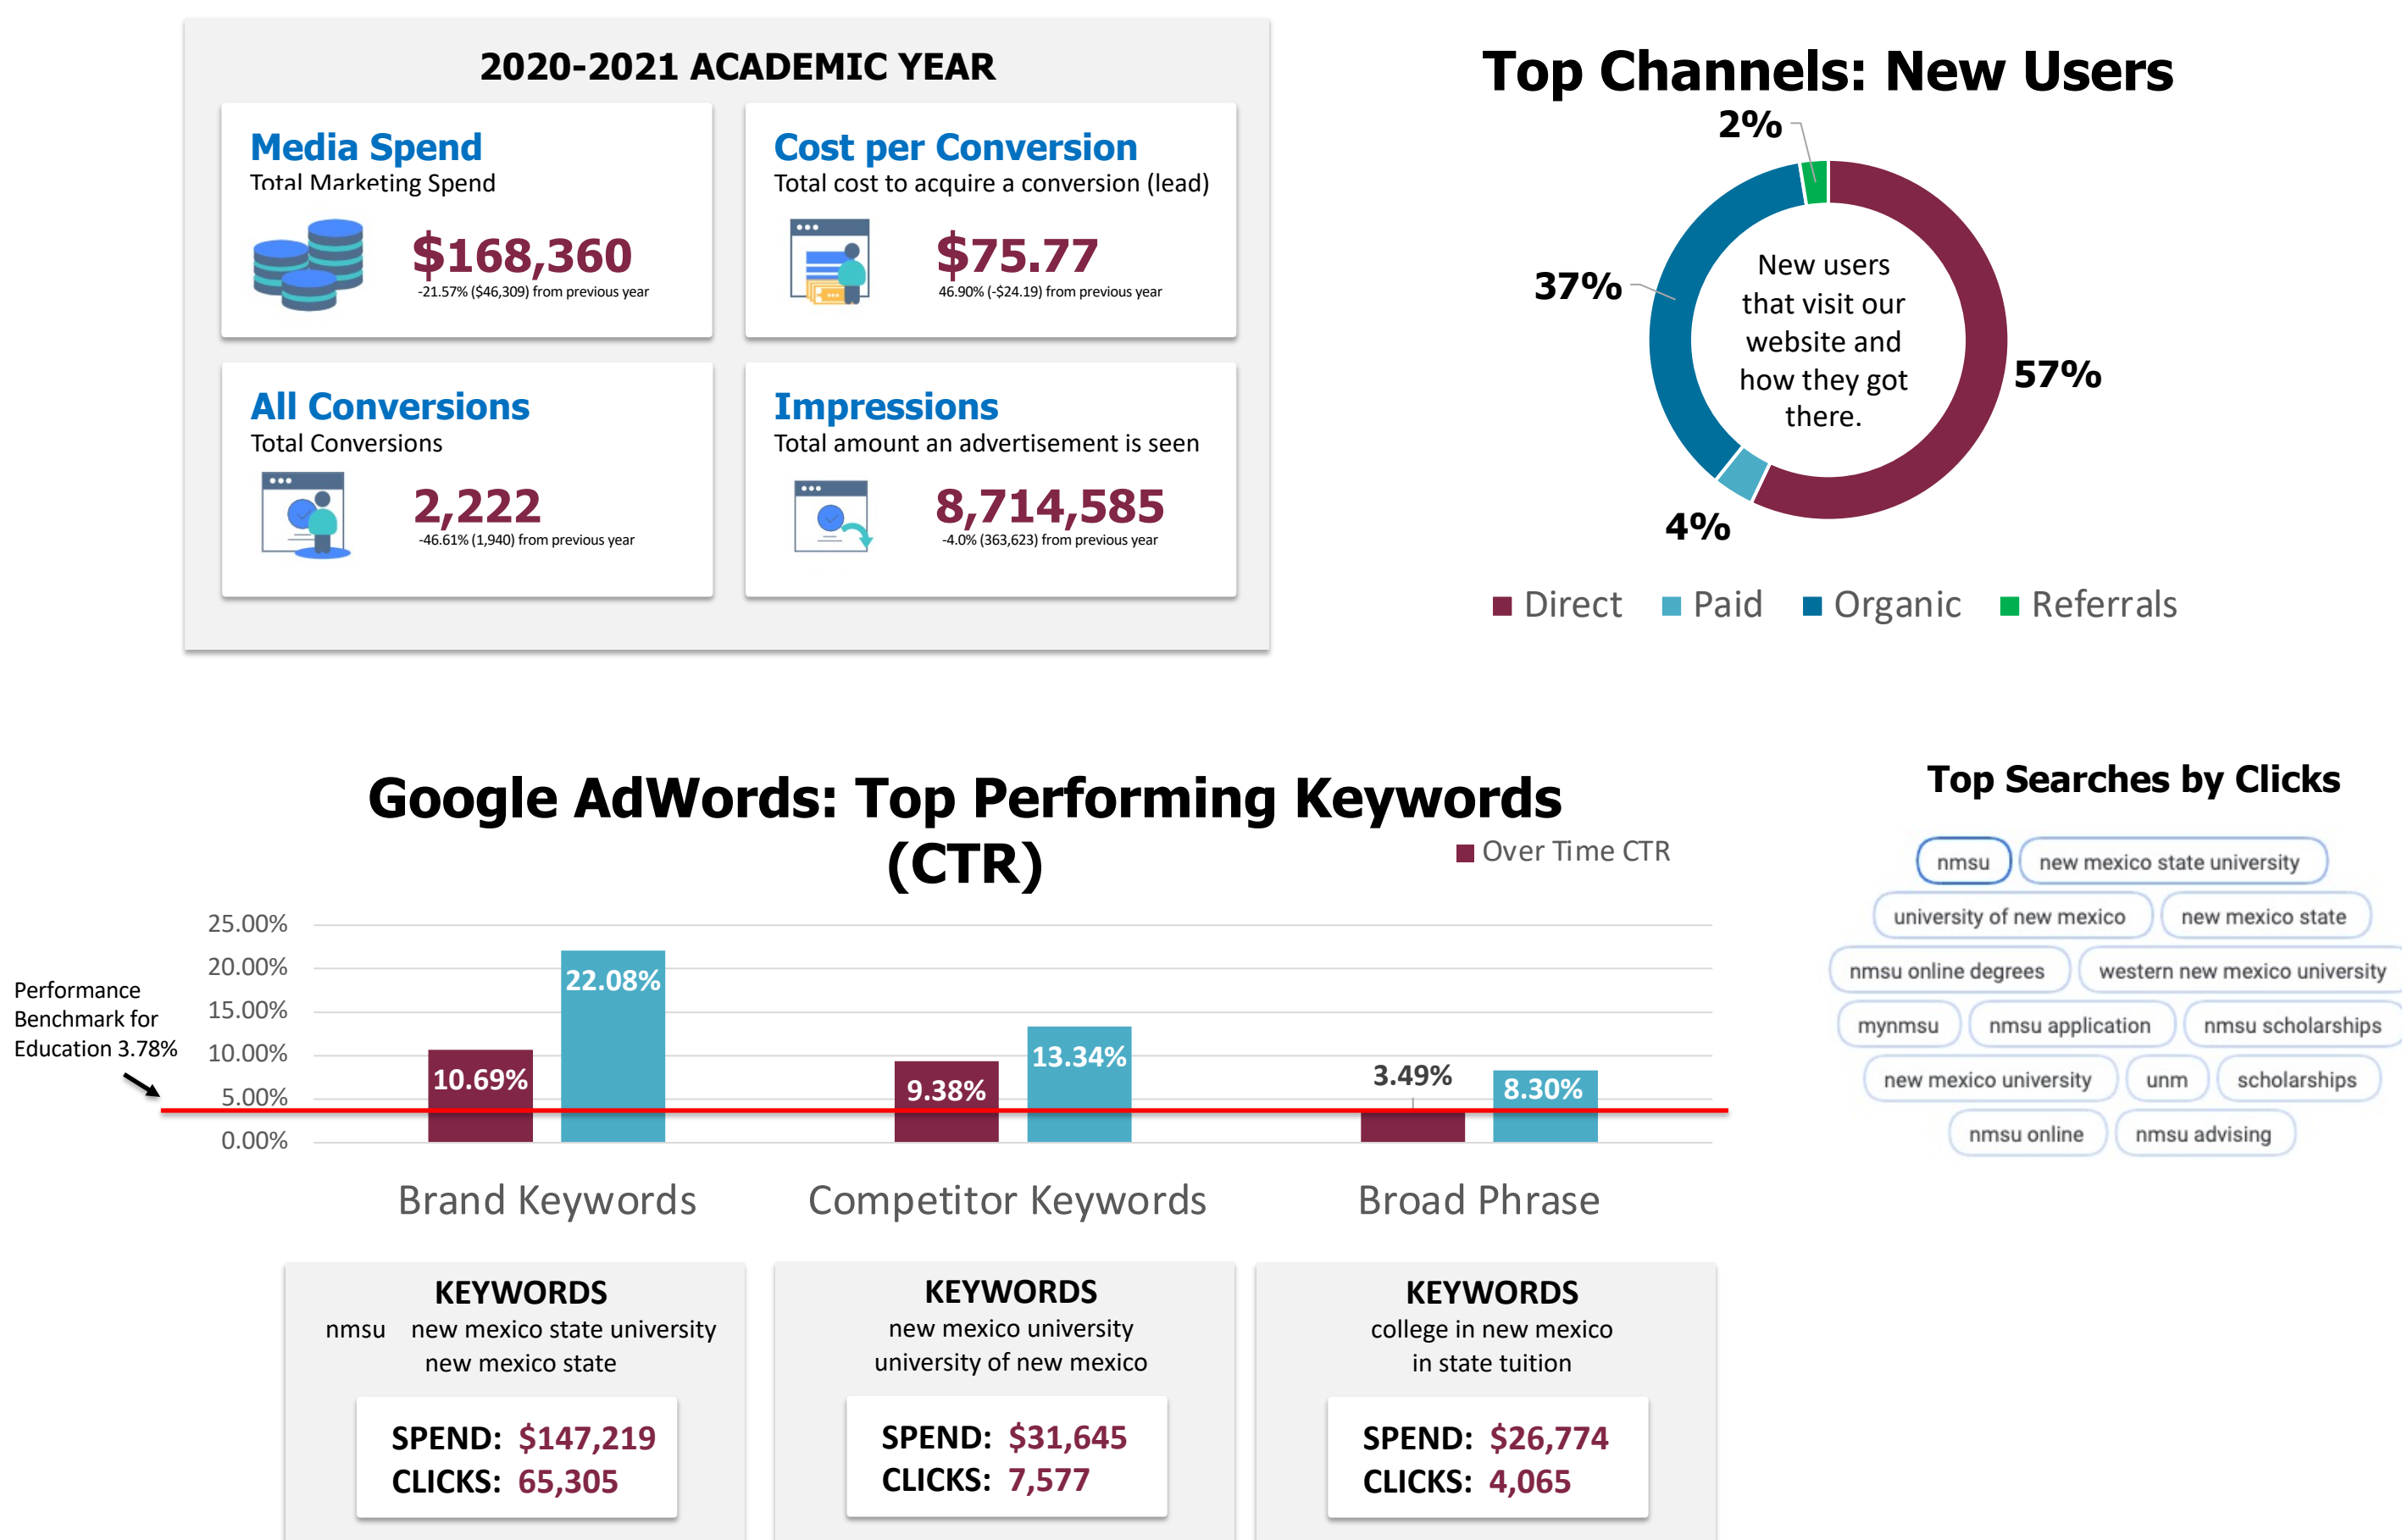 2020-2021 ACADEMIC YEAR
Media Spend
Total Marketing Spend
$168,360
-21.57% ($46,309) from previous year
Cost per Conversion
Total cost to acquire a conversion (lead)
$75.77
46.90% (-$24.19) from previous year
All Conversions
Total Conversions
2,222
-46.61% (1,940) from previous year
Impressions
Total amount an advertisement is seen
8,714,585
-4.0% (363,623) from previous year
Top Channels: New Users
2%
37%
57%
4%
New users
that visit our
website and
how they got
there.
Direct
Paid
Organic
Referrals
Google AdWords: Top Performing Keywords
(CTR)
Over Time CTR
25.00%
20.00%
15.00%
10.00%
5.00%
0.00%
Performance
Benchmark for
Education 3.78%
10.69%
22.08%
9.38%
13.34%
3.49%
8.30%
Brand Keywords
Competitor Keywords
Broad Phrase
KEYWORDS
nmsu new mexico state university
new mexico state
SPEND: $147,219
CLICKS: 65,305
KEYWORDS
new mexico university
university of new mexico
SPEND: $31,645
CLICKS: 7,577
KEYWORDS
college in new mexico
in state tuition
SPEND: $26,774
CLICKS: 4,065
Top Searches by Clicks
nmsu
new mexico state university
university of new mexico
new mexico state
nmsu online degrees
western new mexico university
mynmsu
nmsu application
nmsu scholarships
new mexico university
unm
scholarships
nmsu online
nmsu advising